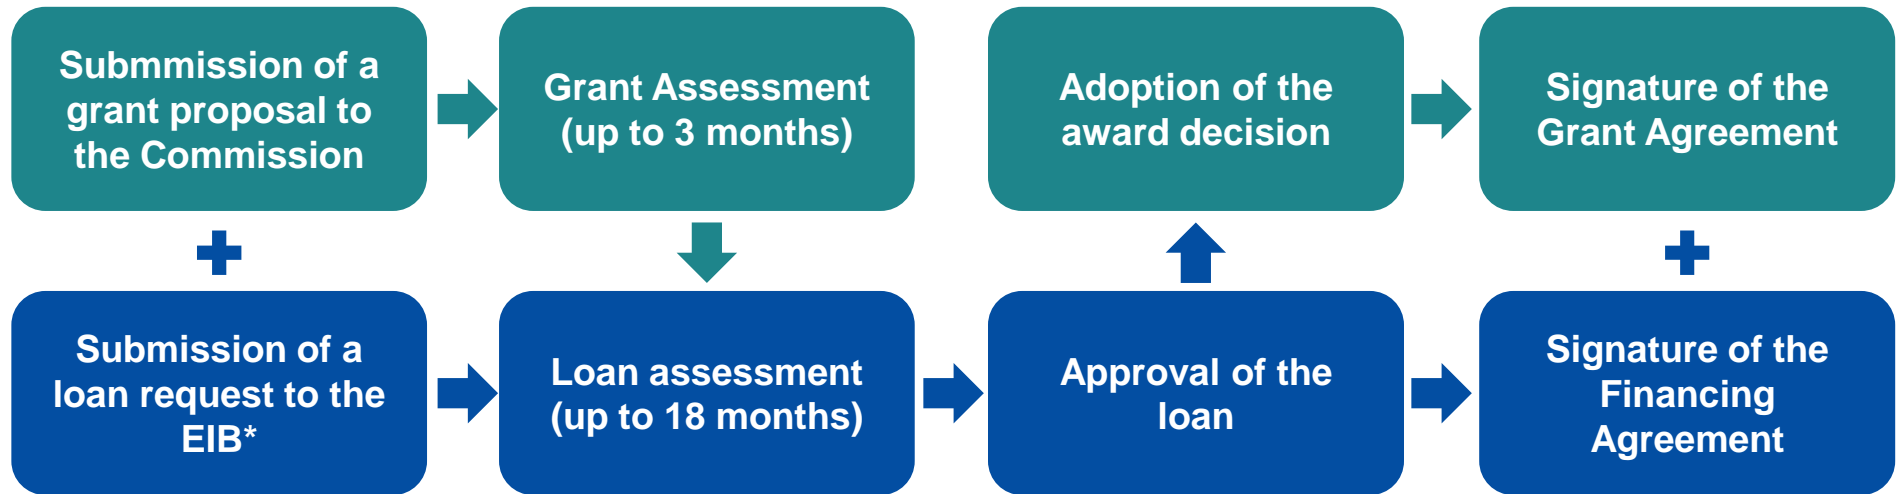 Submmission of a
grant proposal to
the Commission
Grant Assessment
(up to 3 months)
Adoption of the
award decision
Signature of the
Grant Agreement
Submission of a
loan request to the
EIB*
Loan assessment
(up to 18 months)
Approval of the
loan
Signature of the
Financing
Agreement